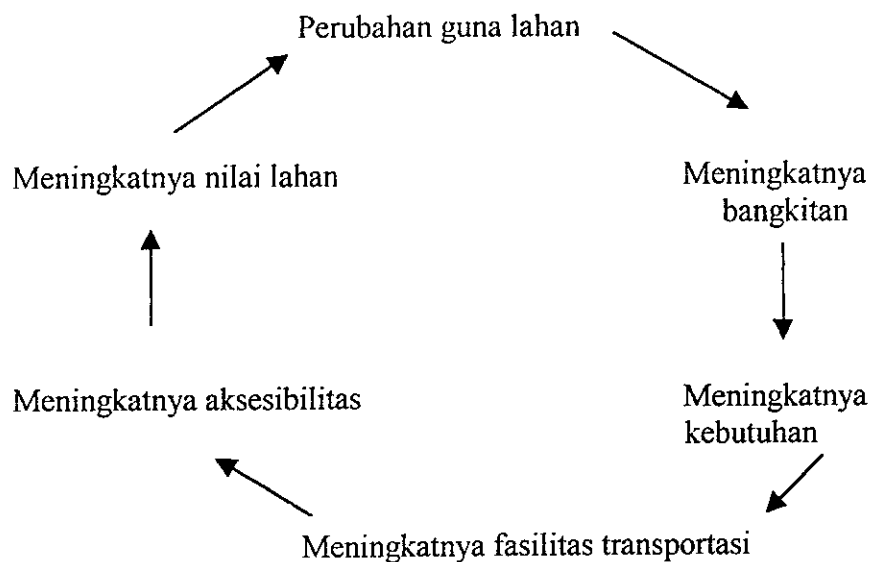 Perubahan guna lahan
Meningkatnya nilai lahan
Meningkatnya
bangkitan
Meningkatnya aksesibilitas
Meningkatnya
kebutuhan
Meningkatnya fasilitas transportasi